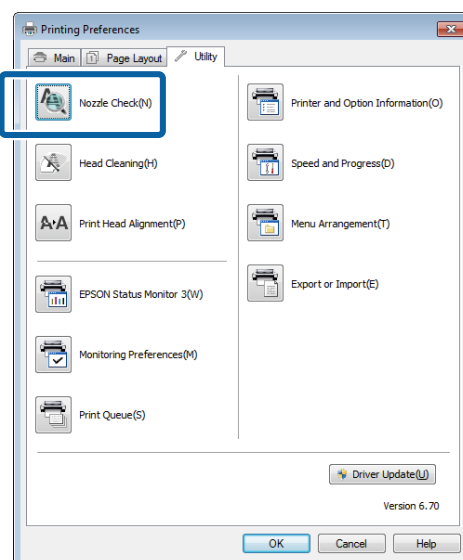 Printing Preferences
Main
Page Layout
Utility
Nozzle Check(N)
Printer and Option Information(O)
Head Cleaning(H)
Speed and Progress(D)
Print Head Alignment(P)
Menu Arrangement(T)
EPSON Status Monitor 3(W)
Export or Import(E)
Monitoring Preferences(M)
Print Queue(S)
Driver Update(U)
Version 6.70
OK
Cancel
Help